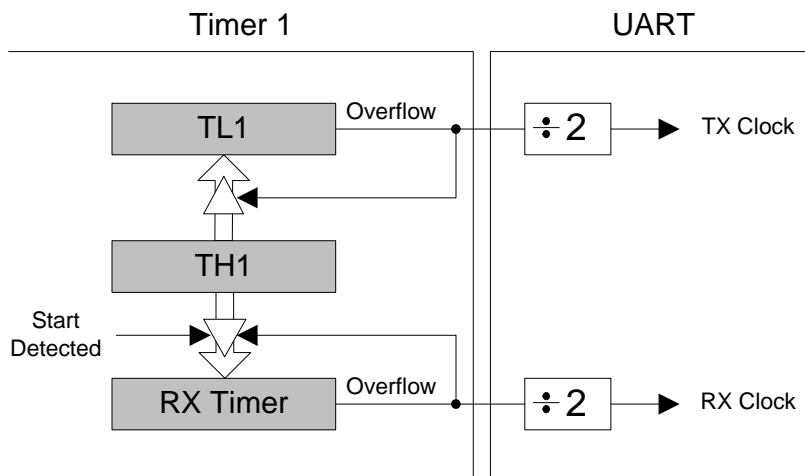 Timer 1
UART
TL1
Overflow
÷ 2
TX Clock
TH1
Start
Detected
RX Timer
Overflow
÷ 2
RX Clock